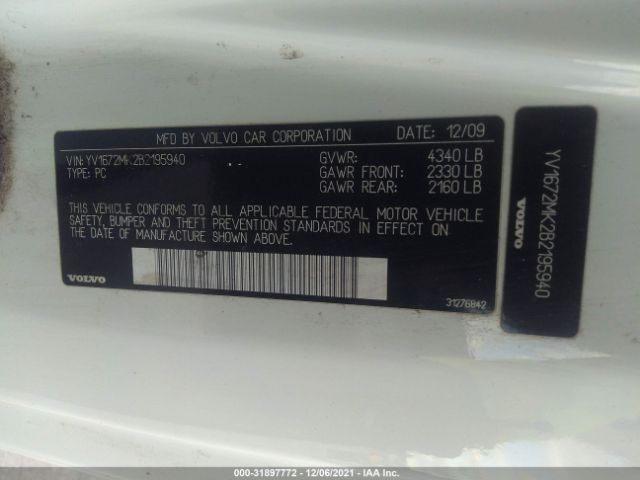 MFD BY VOLVO CAR CORPORATION DATE: 12/09
VIN: YV1672MK2B2195940 GVWR: 4340 LB
TYPE: PC GAWR FRONT: 2330 LB
GAWR REAR: 2160 LB
THIS VEHICLE CONFORMS TO ALL APPLICABLE FEDERAL MOTOR VEHICLE
SAFETY, BUMPER AND THEFT PREVENTION STANDARDS IN EFFECT ON
THE DATE OF MANUFACTURE SHOWN ABOVE.
VOLVO
31276842
YV1672MK2B2195940
VOLVO
000-31897772 - 12/06/2021 - IAA Inc.